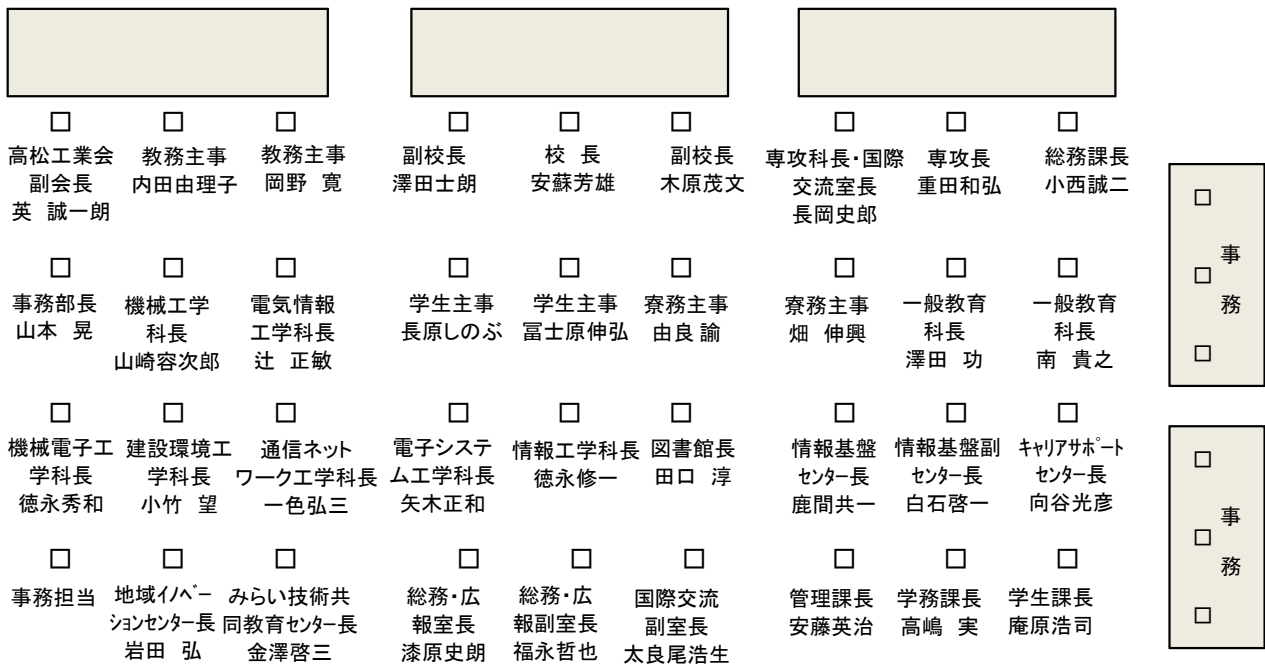 高松工業会
副会長
英 誠一朗
教務主事
内田由理子
教務主事
岡野 寛
副校長
澤田士朗
校 長
安蘇芳雄
副校長
木原茂文
専攻科長・国際
交流室長
長岡史郎
専攻長
重田和弘
総務課長
小西誠二
事務部長
山本 晃
機械工学
科長
山崎容次郎
電気情報
工学科長
辻 正敏
学生主事
長原しのぶ
学生主事
冨士原伸弘
寮務主事
由良 諭
寮務主事
畑 伸興
一般教育
科長
澤田 功
一般教育
科長
南 貴之
機械電子工
学科長
徳永秀和
建設環境工
学科長
小竹 望
通信ネット
ワーク工学科長
一色弘三
電子システ
ム工学科長
矢木正和
情報工学科長
徳永修一
図書館長
田口 淳
情報基盤
センター長
鹿間共一
情報基盤副
センター長
白石啓一
キャリアサポート
センター長
向谷光彦
事務担当
地域イノベー
ションセンター長
岩田 弘
みらい技術共
同教育センター長
金澤啓三
総務・広
報室長
漆原史朗
総務・広
報副室長
福永哲也
国際交流
副室長
太良尾浩生
管理課長
安藤英治
学務課長
高嶋 実
学生課長
庵原浩司
事
務
事
務